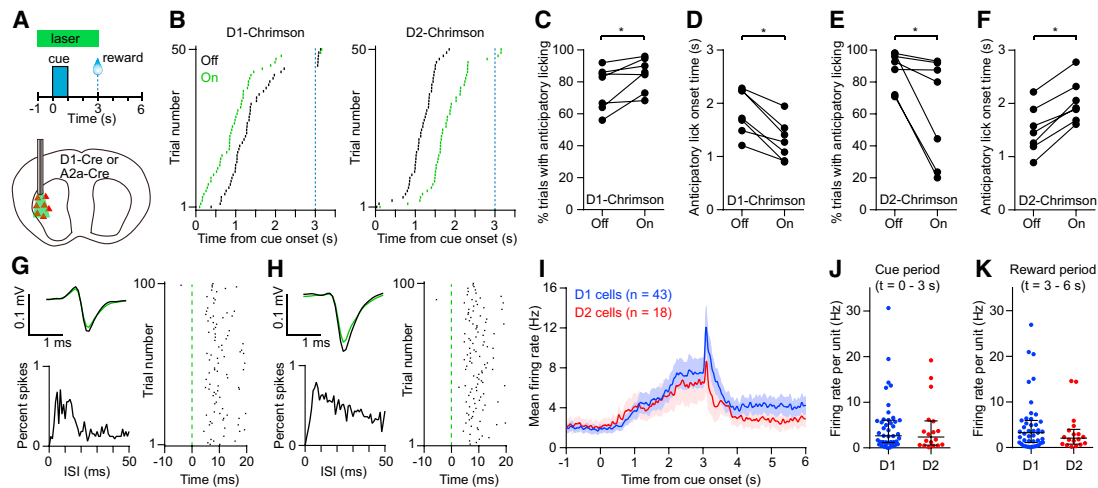 A
laser
cue
reward
-1 0 3 6
Time (s)
D1-Cre or
A2a-Cre
B
D1-Chrimson
D2-Chrimson
Off
On
Trial number
50
1
0 1 2 3
Time from cue onset (s)
Trial number
50
1
0 1 2 3
Time from cue onset (s)
C
*
% trials with anticipatory licking
100
80
60
40
20
0
D1-Chrimson
Off On
D
*
Anticipatory lick onset time (s)
3
2
1
0
D1-Chrimson
Off On
E
*
% trials with anticipatory licking
100
80
60
40
20
0
D2-Chrimson
Off On
F
*
Anticipatory lick onset time (s)
3
2
1
0
D2-Chrimson
Off On
G
0.1 mV
1 ms
Percent spikes
1
0
0 50
ISI (ms)
Trial number
100
1
-10 0 10 20
Time (ms)
H
0.1 mV
1 ms
Percent spikes
1
0
0 50
ISI (ms)
Trial number
100
1
-10 0 10 20
Time (ms)
I
D1 cells (n = 43)
D2 cells (n = 18)
Mean firing rate (Hz)
16
12
8
4
0
-1 0 1 2 3 4 5 6
Time from cue onset (s)
J
Cue period
(t = 0 - 3 s)
Firing rate per unit (Hz)
30
20
10
0
D1 D2
K
Reward period
(t = 3 - 6 s)
Firing rate per unit (Hz)
30
20
10
0
D1 D2